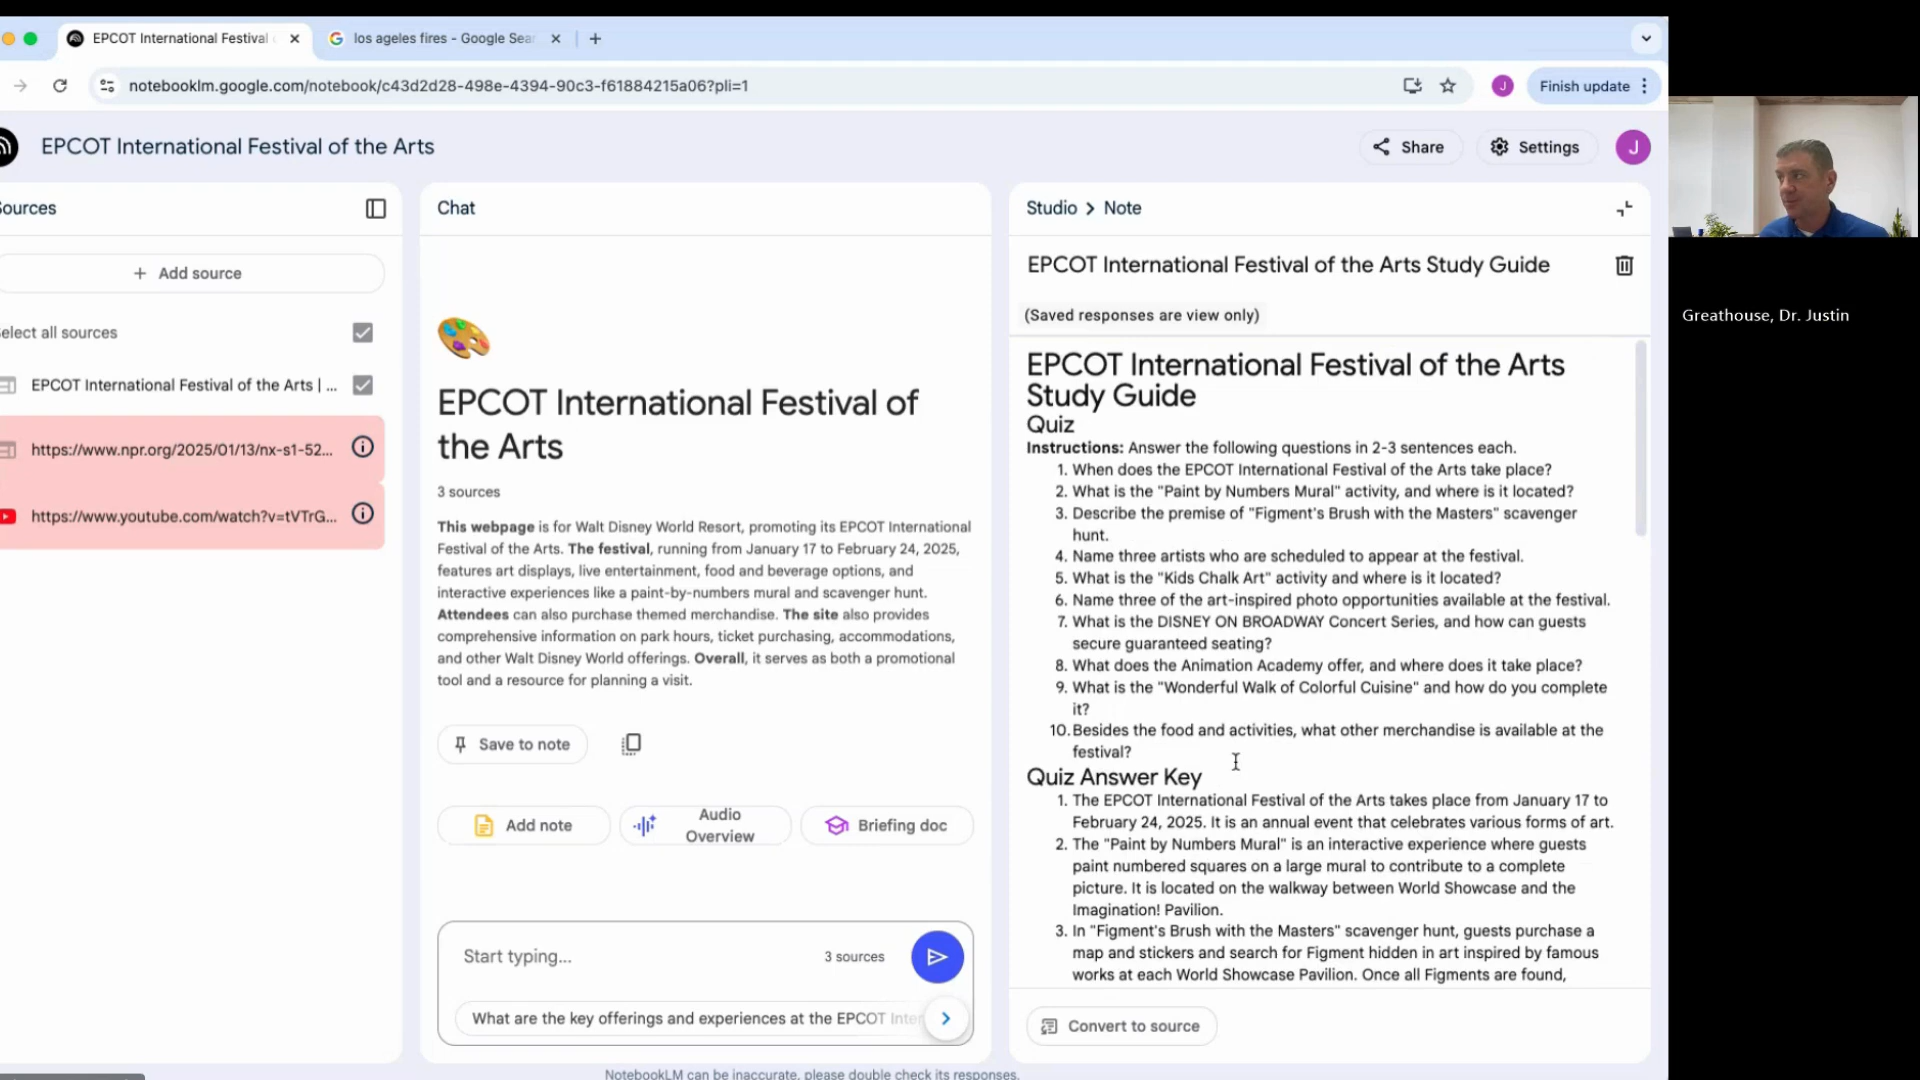 EPCOT International Festival
los ageles fires - Google Sear
notebooklm.google.com/notebook/c43d2d28-498e-4394-90c3-f61884215a06?pli=1
J
Finish update
EPCOT International Festival of the Arts
Share
Settings
J
Sources
Add source
Select all sources
EPCOT International Festival of the Arts | ...
https://www.npr.org/2025/01/13/nx-s1-52...
https://www.youtube.com/watch?v=tVTrG...
Chat
EPCOT International Festival of
the Arts
3 sources
This webpage is for Walt Disney World Resort, promoting its EPCOT International
Festival of the Arts. The festival, running from January 17 to February 24, 2025,
features art displays, live entertainment, food and beverage options, and
interactive experiences like a paint-by-numbers mural and scavenger hunt.
Attendees can also purchase themed merchandise. The site also provides
comprehensive information on park hours, ticket purchasing, accommodations,
and other Walt Disney World offerings. Overall, it serves as both a promotional
tool and a resource for planning a visit.
Save to note
Add note
Audio
Overview
Briefing doc
Start typing...
3 sources
What are the key offerings and experiences at the EPCOT Inter
NotebookLM can be inaccurate, please double check its responses.
Studio > Note
EPCOT International Festival of the Arts Study Guide
(Saved responses are view only)
EPCOT International Festival of the Arts
Study Guide
Quiz
Instructions: Answer the following questions in 2-3 sentences each.
1. When does the EPCOT International Festival of the Arts take place?
2. What is the "Paint by Numbers Mural" activity, and where is it located?
3. Describe the premise of "Figment's Brush with the Masters" scavenger
hunt.
4. Name three artists who are scheduled to appear at the festival.
5. What is the "Kids Chalk Art" activity and where is it located?
6. Name three of the art-inspired photo opportunities available at the festival.
7. What is the DISNEY ON BROADWAY Concert Series, and how can guests
secure guaranteed seating?
8. What does the Animation Academy offer, and where does it take place?
9. What is the "Wonderful Walk of Colorful Cuisine" and how do you complete
it?
10. Besides the food and activities, what other merchandise is available at the
festival?
Quiz Answer Key
1. The EPCOT International Festival of the Arts takes place from January 17 to
February 24, 2025. It is an annual event that celebrates various forms of art.
2. The "Paint by Numbers Mural" is an interactive experience where guests
paint numbered squares on a large mural to contribute to a complete
picture. It is located on the walkway between World Showcase and the
Imagination! Pavilion.
3. In "Figment's Brush with the Masters" scavenger hunt, guests purchase a
map and stickers and search for Figment hidden in art inspired by famous
works at each World Showcase Pavilion. Once all Figments are found,
Convert to source
Greathouse, Dr. Justin